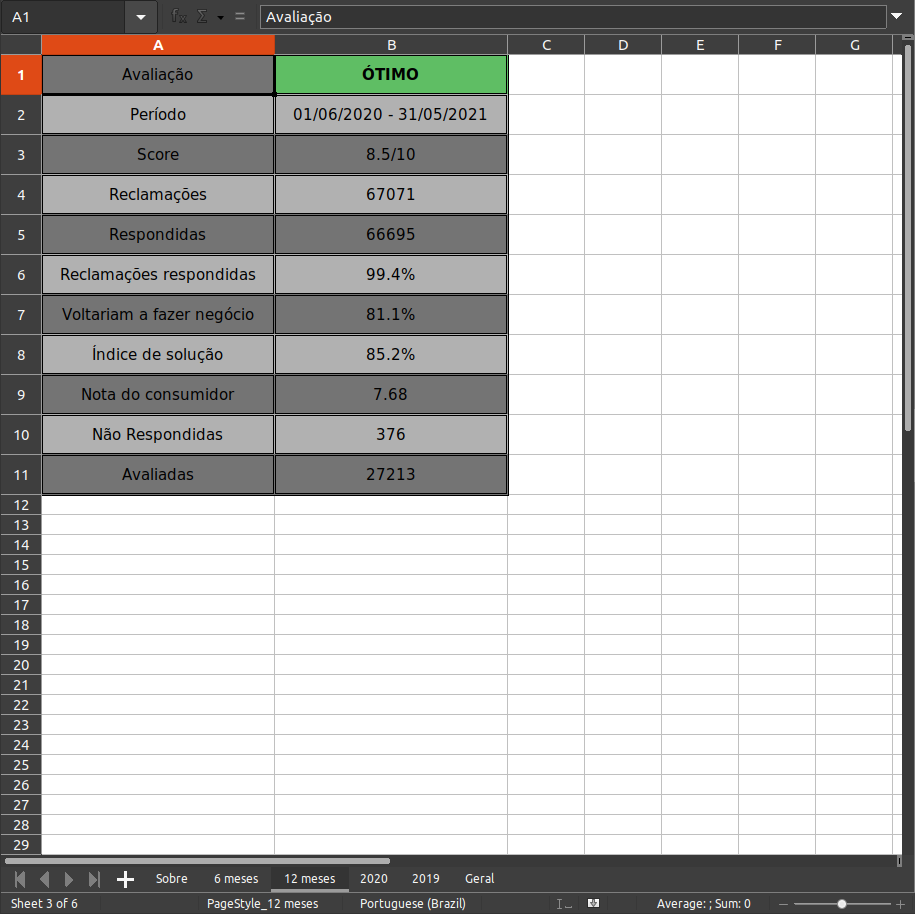 A1 fx Σ = Avaliação
A B C D E F G
1 Avaliação ÓTIMO
2 Período 01/06/2020 - 31/05/2021
3 Score 8.5/10
4 Reclamações 67071
5 Respondidas 66695
6 Reclamações respondidas 99.4%
7 Voltariam a fazer negócio 81.1%
8 Índice de solução 85.2%
9 Nota do consumidor 7.68
10 Não Respondidas 376
11 Avaliadas 27213
12
13
14
15
16
17
18
19
20
21
22
23
24
25
26
27
28
29
Sobre 6 meses 12 meses 2020 2019 Geral
Sheet 3 of 6 PageStyle_12 meses Portuguese (Brazil) Average: ; Sum: 0